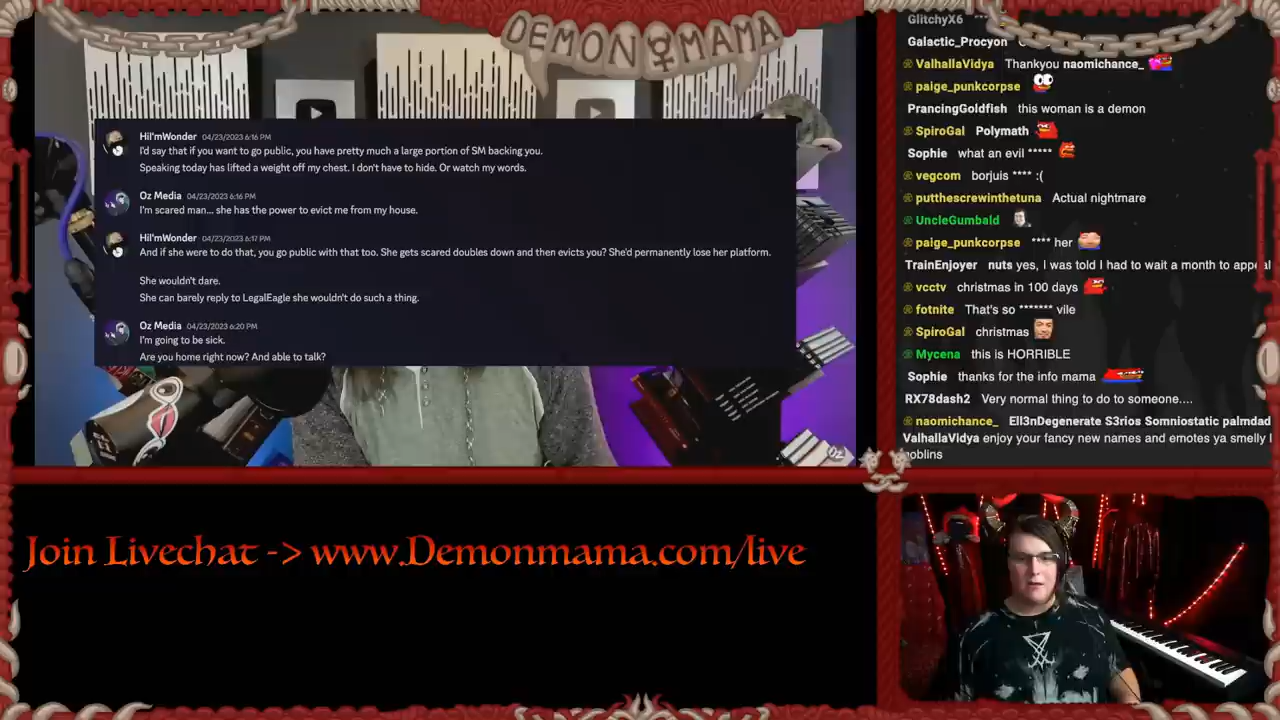 DEMON MAMA
Hil'mWonder 04/23/2023 6:16 PM
I'd say that if you want to go public, you have pretty much a large portion of SM backing you.
Speaking today has lifted a weight off my chest. I don't have to hide. Or watch my words.
Oz Media 04/23/2023 6:16 PM
I'm scared man... she has the power to evict me from my house.
Hil'mWonder 04/23/2023 6:17 PM
And if she were to do that, you go public with that too. She gets scared doubles down and then evicts you? She'd permanently lose her platform.
She wouldn't dare.
She can barely reply to LegalEagle she wouldn't do such a thing.
Oz Media 04/23/2023 6:20 PM
I'm going to be sick.
Are you home right now? And able to talk?
OZ
Join Livechat -> www.Demonmama.com/live
GlitchyX6
Galactic_Procyon
ValhallaVidya Thankyou naomichance_
paige_punkcorpse
PrancingGoldfish this woman is a demon
SpiroGal Polymath
Sophie what an evil *****
vegcom borjuis **** :(
putthescrewinthetuna Actual nightmare
UncleGumbald
paige_punkcorpse **** her
TrainEnjoyer nuts yes, I was told I had to wait a month to appeal
vcctv christmas in 100 days
fotnite That's so ******* vile
SpiroGal christmas
Mycena this is HORRIBLE
Sophie thanks for the info mama
RX78dash2 Very normal thing to do to someone....
naomichance_ Ell3nDegenerate S3rios Somniostatic palmdad
ValhallaVidya enjoy your fancy new names and emotes ya smelly l
goblins